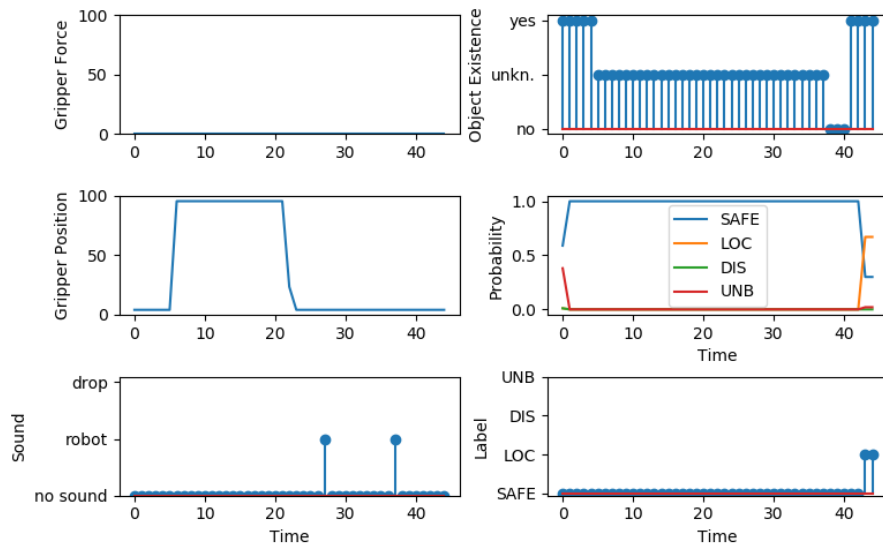 Gripper Force
100
50
0
0 10 20 30 40
Object Existence
yes
unkn.
no
0 10 20 30 40
Gripper Position
100
50
0
0 10 20 30 40
Probability
1.0
0.5
0.0
SAFE
LOC
DIS
UNB
0 10 20 30 40
Time
Sound
drop
robot
no sound
0 10 20 30 40
Time
Label
UNB
DIS
LOC
SAFE
0 10 20 30 40
Time